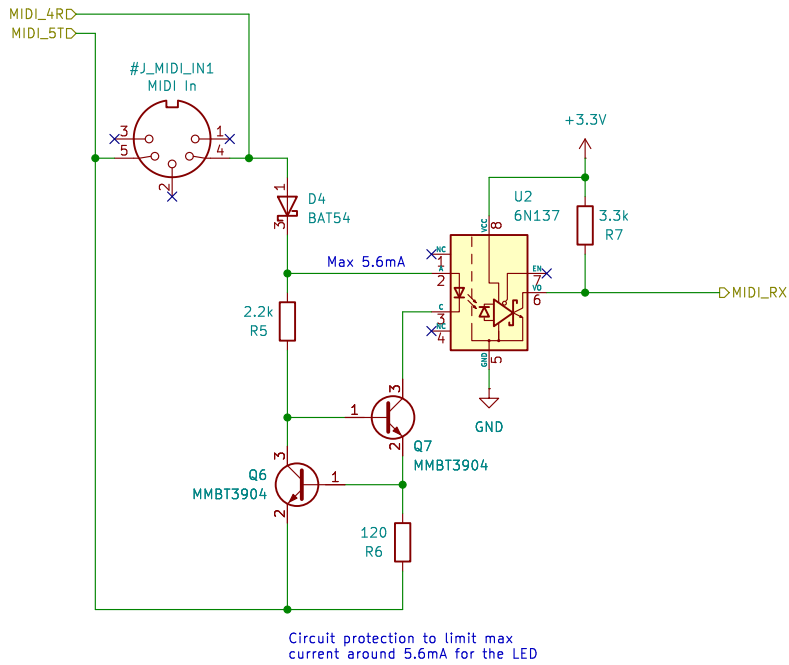 MIDI_4R
MIDI_5T
#J_MIDI_IN1
MIDI In
3
1
5
4
2
+3.3V
1
D4
BAT54
3
U2
6N137
VCC
8
3.3k
R7
Max 5.6mA
NC
1
A
2
EN
7
VO
6
MIDI_RX
C
3
NC
4
GND
5
2.2k
R5
GND
3
1
2
Q7
MMBT3904
3
Q6
MMBT3904
1
2
120
R6
Circuit protection to limit max
current around 5.6mA for the LED